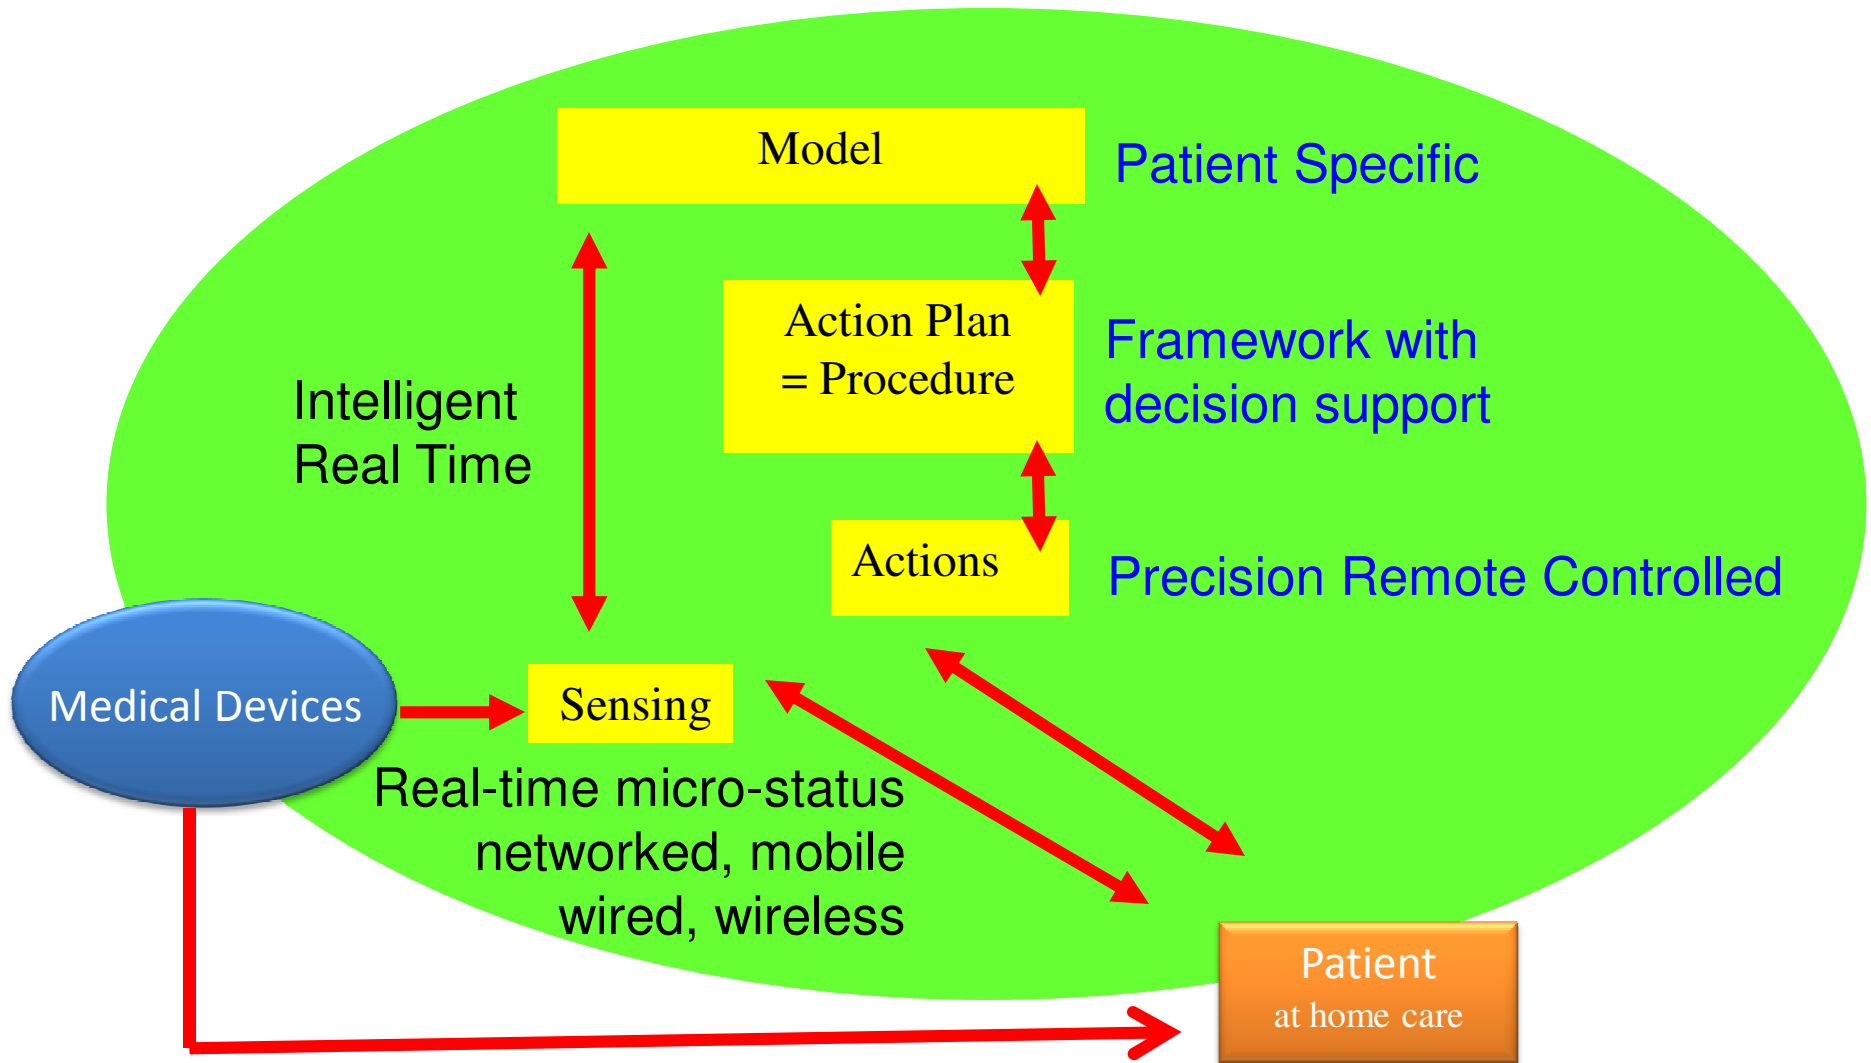 Model
Patient Specific
Action Plan
= Procedure
Framework with
decision support
Intelligent
Real Time
Actions
Precision Remote Controlled
Medical Devices
Sensing
Real-time micro-status
networked, mobile
wired, wireless
Patient
at home care